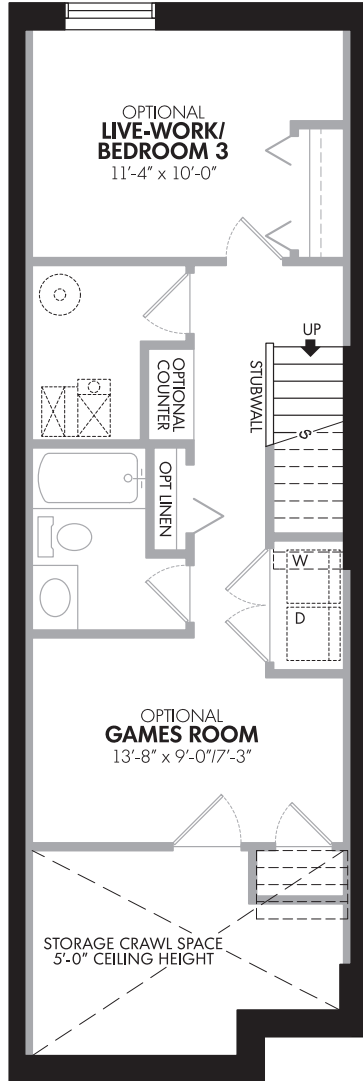 OPTIONAL
LIVE-WORK/
BEDROOM 3
11'-4" x 10'-0"
UP
OPTIONAL
COUNTER
STUBWALL
S
OPT LINEN
W
D
OPTIONAL
GAMES ROOM
13'-8" x 9'-0"/7'-3"
STORAGE CRAWL SPACE
5'-0" CEILING HEIGHT